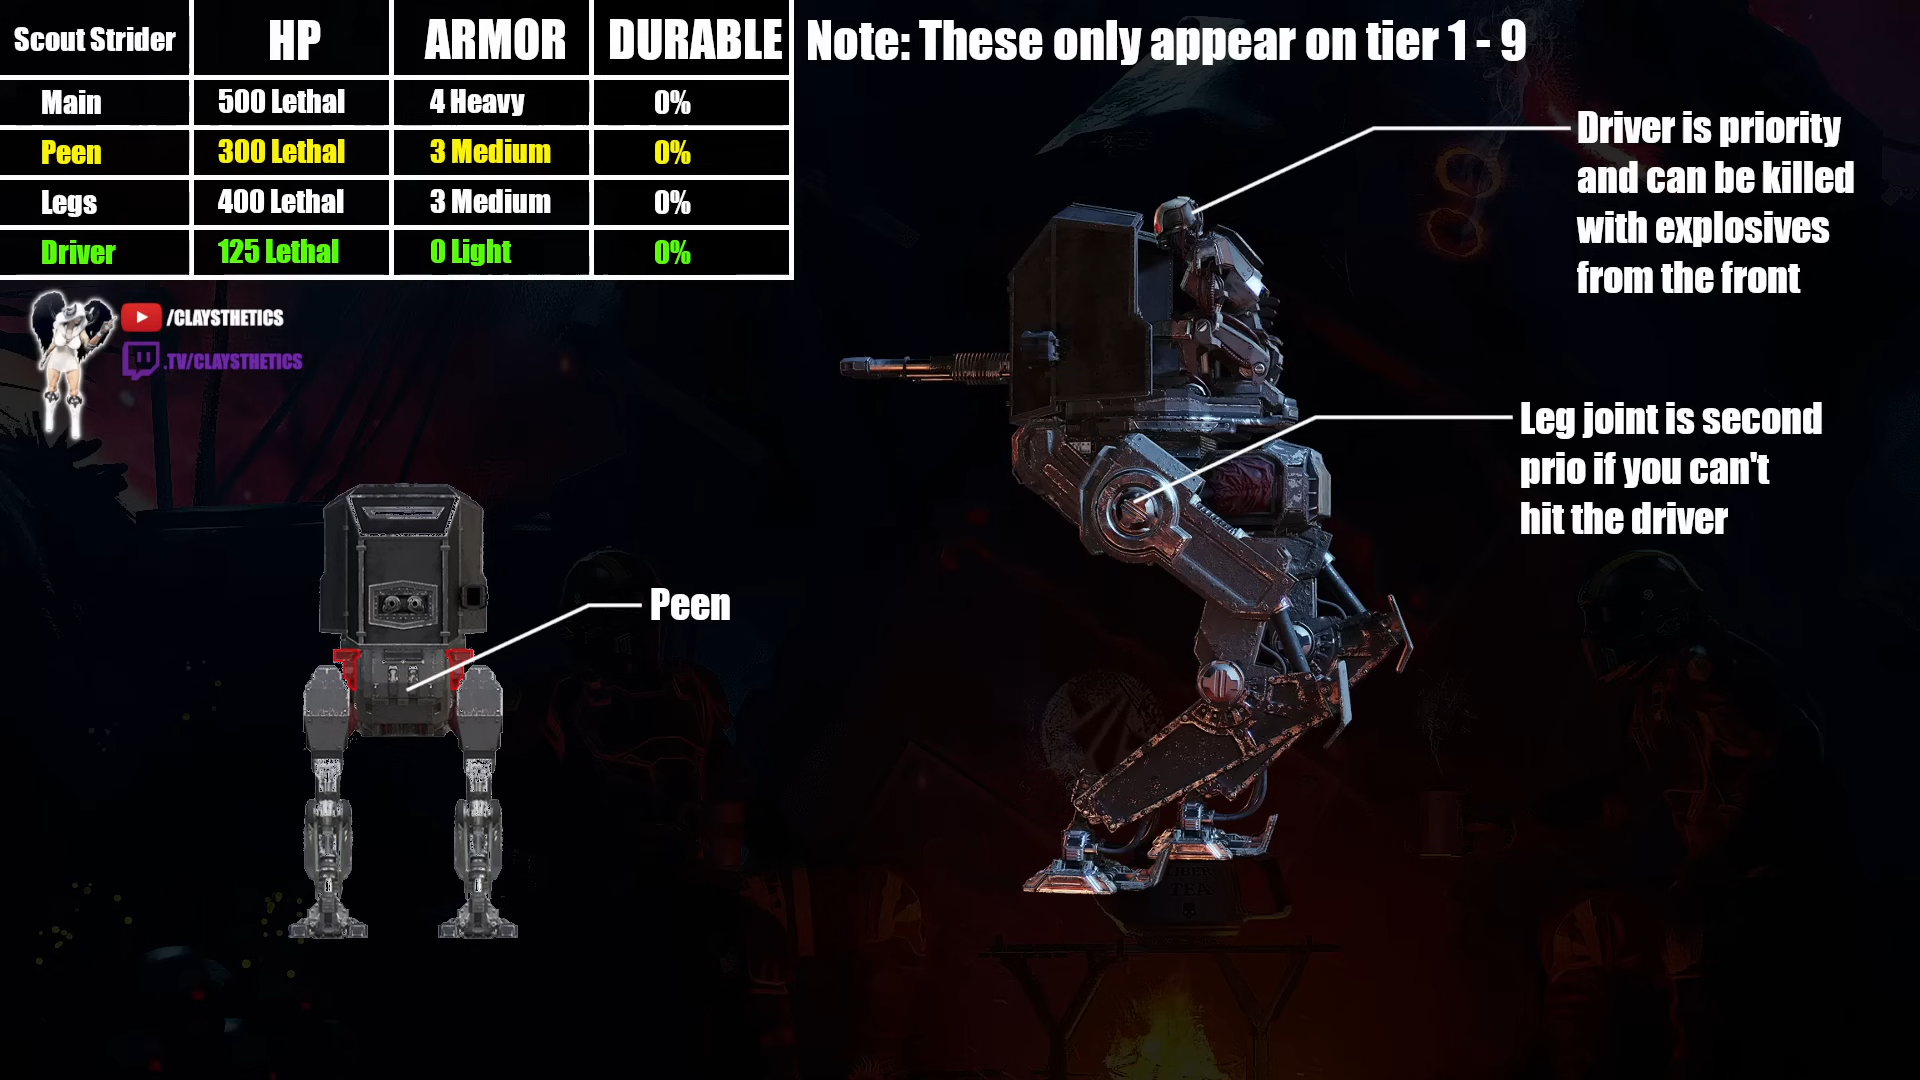 Scout Strider HP ARMOR DURABLE
Main 500 Lethal 4 Heavy 0%
Peen 300 Lethal 3 Medium 0%
Legs 400 Lethal 3 Medium 0%
Driver 125 Lethal 0 Light 0%
Note: These only appear on tier 1 - 9
/CLAYSTHETICS
.TV/CLAYSTHETICS
Driver is priority
and can be killed
with explosives
from the front
Leg joint is second
prio if you can't
hit the driver
Peen
LIBER-
TEA